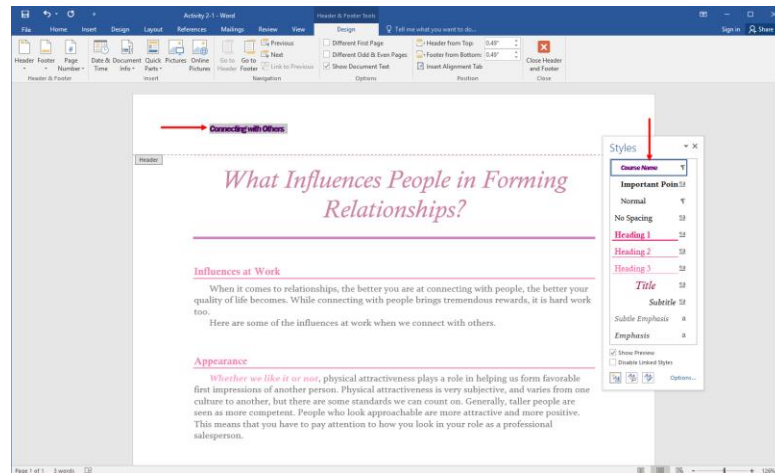 Activity 2-1 - Word
Header & Footer Tools
File Home Insert Design Layout References Mailings Review View Design Tell me what you want to do... Sign in Share
Header Footer Page Number Date & Time Document Info Quick Parts Pictures Online Pictures Go to Header Go to Footer Previous Next Link to Previous
Different First Page
Different Odd & Even Pages
Show Document Text
Header from Top: 0.49"
Footer from Bottom: 0.49"
Insert Alignment Tab
Close Header and Footer
Header & Footer Insert Navigation Options Position Close
Connecting with Others
Header
What Influences People in Forming
Relationships?
Influences at Work
When it comes to relationships, the better you are at connecting with people, the better your
quality of life becomes. While connecting with people brings tremendous rewards, it is hard work
too.
Here are some of the influences at work when we connect with others.
Appearance
Whether we like it or not, physical attractiveness plays a role in helping us form favorable
first impressions of another person. Physical attractiveness is very subjective, and varies from one
culture to another, but there are some standards we can count on. Generally, taller people are
seen as more competent. People who look approachable are more attractive and more positive.
This means that you have to pay attention to how you look in your role as a professional
salesperson.
Styles
Course Name
Important Poin
Normal
No Spacing
Heading 1
Heading 2
Heading 3
Title
Subtitle
Subtle Emphasis
Emphasis
Show Preview
Disable Linked Styles
Options...
Page 1 of 1 3 words
120%